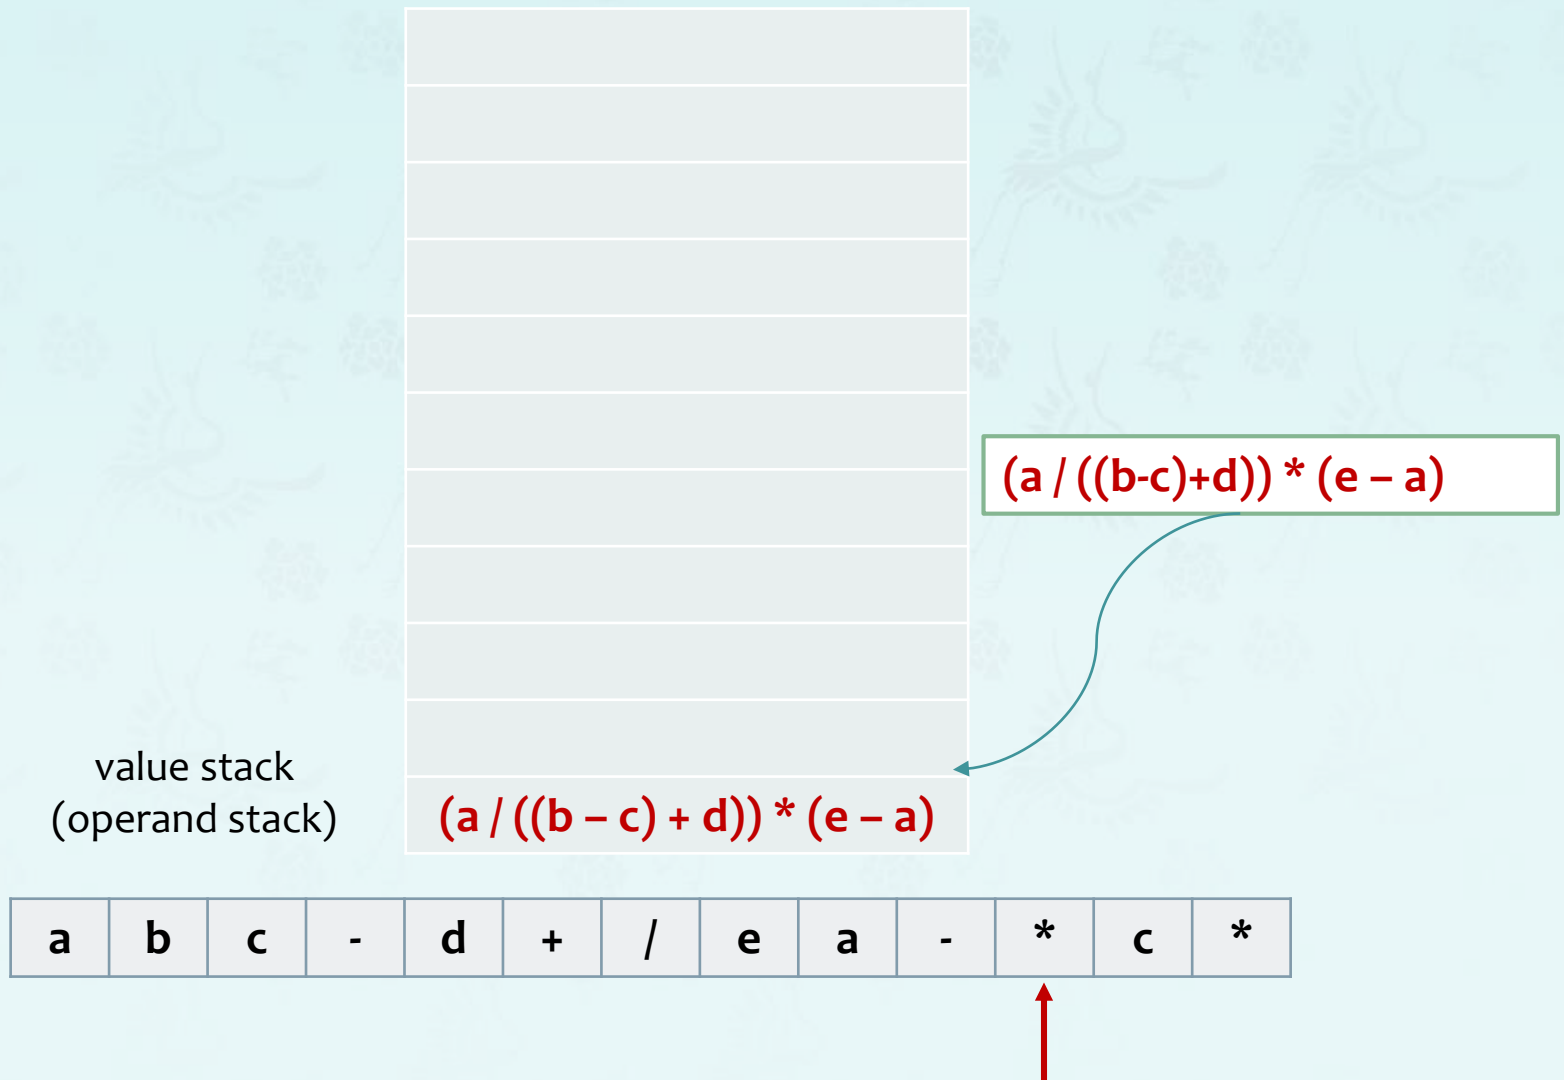 (a / ((b-c)+d)) * (e – a)
value stack
(operand stack)
(a / ((b – c) + d)) * (e – a)
a b c - d + / e a - * c *